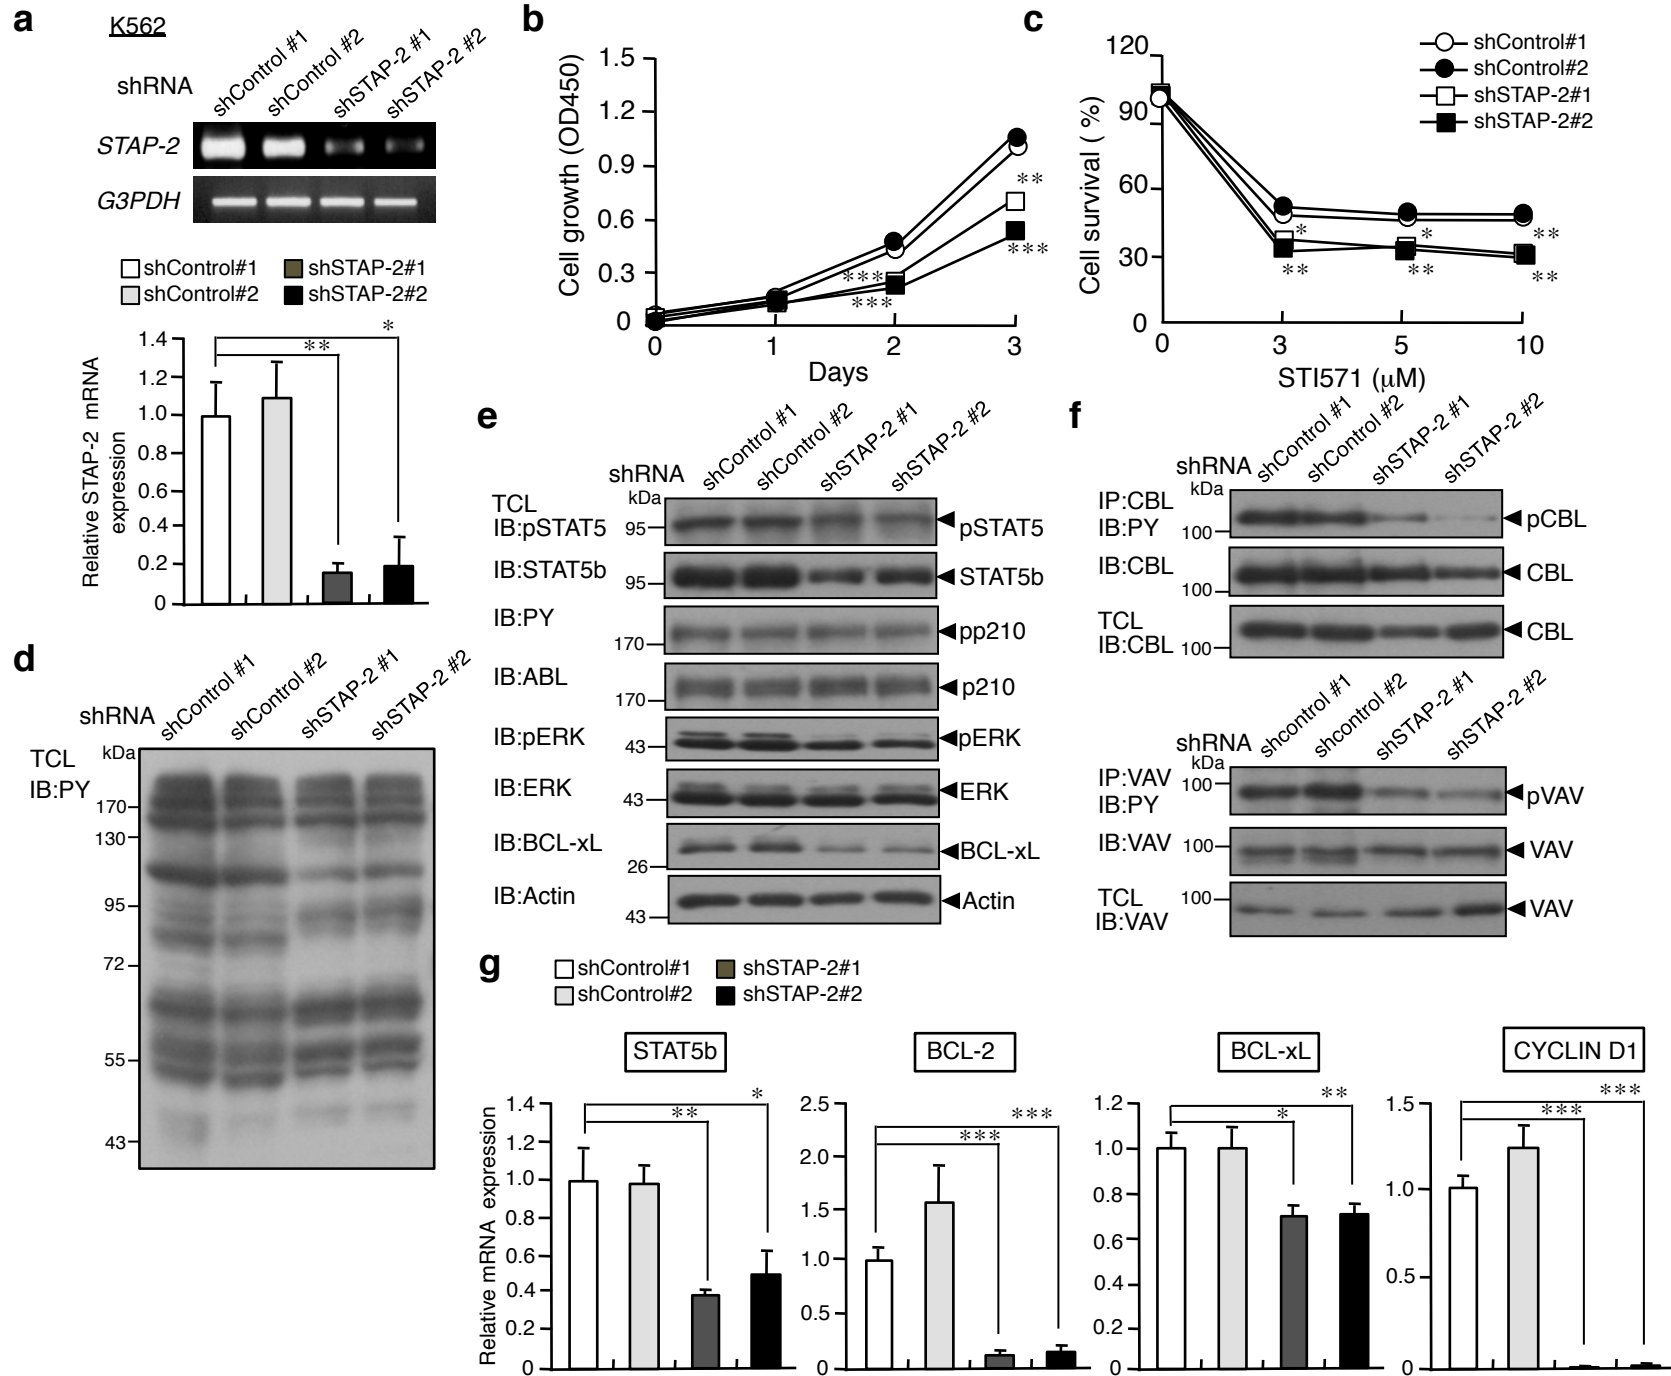 a
K562
shRNA
shControl #1
shControl #2
shSTAP-2 #1
shSTAP-2 #2
STAP-2
G3PDH
shControl#1
shSTAP-2#1
shControl#2
shSTAP-2#2
Relative STAP-2 mRNA
expression
1.4
1.2
1.0
0.8
0.6
0.4
0.2
0
**
*
b
Cell growth (OD450)
1.5
1.2
0.9
0.6
0.3
0
0
1
2
3
Days
***
***
**
***
c
Cell survival ( %)
120
90
60
30
0
0
3
5
10
STI571 (μM)
shControl#1
shControl#2
shSTAP-2#1
shSTAP-2#2
*
**
*
**
**
**
d
shRNA
shControl #1
shControl #2
shSTAP-2 #1
shSTAP-2 #2
TCL
IB:PY
kDa
170
130
95
72
55
43
e
shRNA
shControl #1
shControl #2
shSTAP-2 #1
shSTAP-2 #2
kDa
TCL
IB:pSTAT5
95
pSTAT5
IB:STAT5b
95
STAT5b
IB:PY
170
pp210
IB:ABL
170
p210
IB:pERK
43
pERK
IB:ERK
43
ERK
IB:BCL-xL
26
BCL-xL
IB:Actin
43
Actin
f
shRNA
shControl #1
shControl #2
shSTAP-2 #1
shSTAP-2 #2
kDa
IP:CBL
IB:PY
100
pCBL
IB:CBL
100
CBL
TCL
IB:CBL
100
CBL
shRNA
shcontrol #1
shcontrol #2
shSTAP-2 #1
shSTAP-2 #2
kDa
IP:VAV
IB:PY
100
pVAV
IB:VAV
100
VAV
TCL
IB:VAV
100
VAV
g
shControl#1
shSTAP-2#1
shControl#2
shSTAP-2#2
Relative mRNA expression
STAT5b
1.4
1.2
1.0
0.8
0.6
0.4
0.2
0
**
*
BCL-2
2.5
2.0
1.5
1.0
0.5
0
***
***
BCL-xL
1.2
1.0
0.8
0.6
0.4
0.2
0
*
**
CYCLIN D1
1.5
1.0
0.5
0
***
***